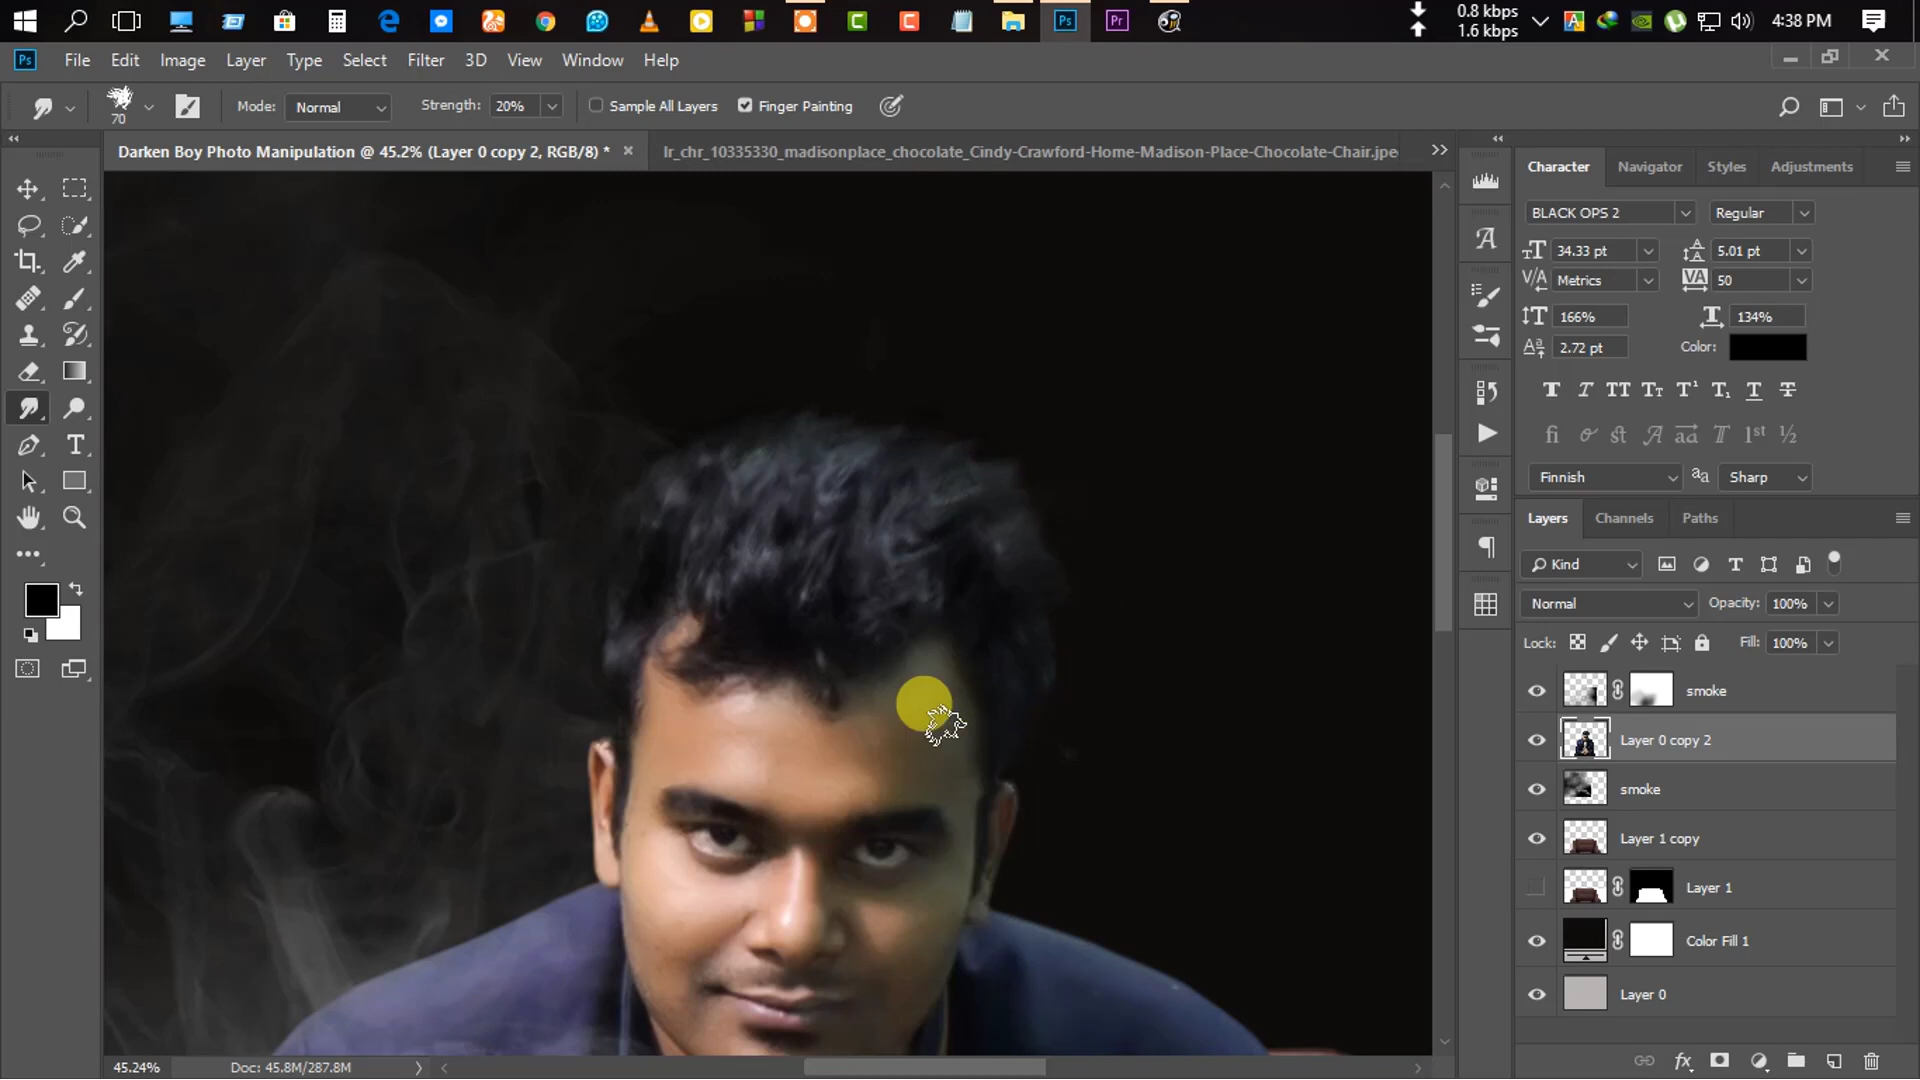 0.8 kbps
1.6 kbps
4:38 PM
File Edit Image Layer Type Select Filter 3D View Window Help
70 Mode: Normal Strength: 20% Sample All Layers Finger Painting
Darken Boy Photo Manipulation @ 45.2% (Layer 0 copy 2, RGB/8) *
lr_chr_10335330_madisonplace_chocolate_Cindy-Crawford-Home-Madison-Place-Chocolate-Chair.jpe
Character Navigator Styles Adjustments
BLACK OPS 2 Regular
34.33 pt 5.01 pt
Metrics 50
166% 134%
2.72 pt Color:
Finnish Sharp
Layers Channels Paths
Kind
Normal Opacity: 100%
Lock: Fill: 100%
smoke
Layer 0 copy 2
smoke
Layer 1 copy
Layer 1
Color Fill 1
Layer 0
45.24% Doc: 45.8M/287.8M